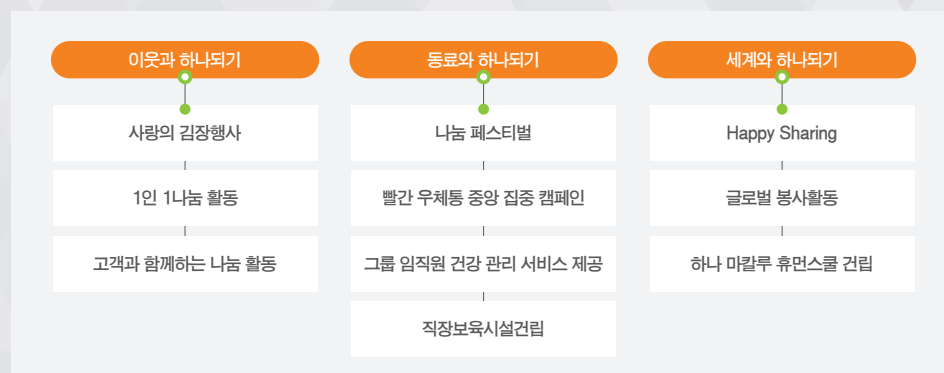 이웃과 하나되기
사랑의 김장행사
1인 1나눔 활동
고객과 함께하는 나눔 활동
동료와 하나되기
나눔 페스티벌
빨간 우체통 중앙 집중 캠페인
그룹 임직원 건강 관리 서비스 제공
직장보육시설건립
세계와 하나되기
Happy Sharing
글로벌 봉사활동
하나 마칼루 휴먼스쿨 건립